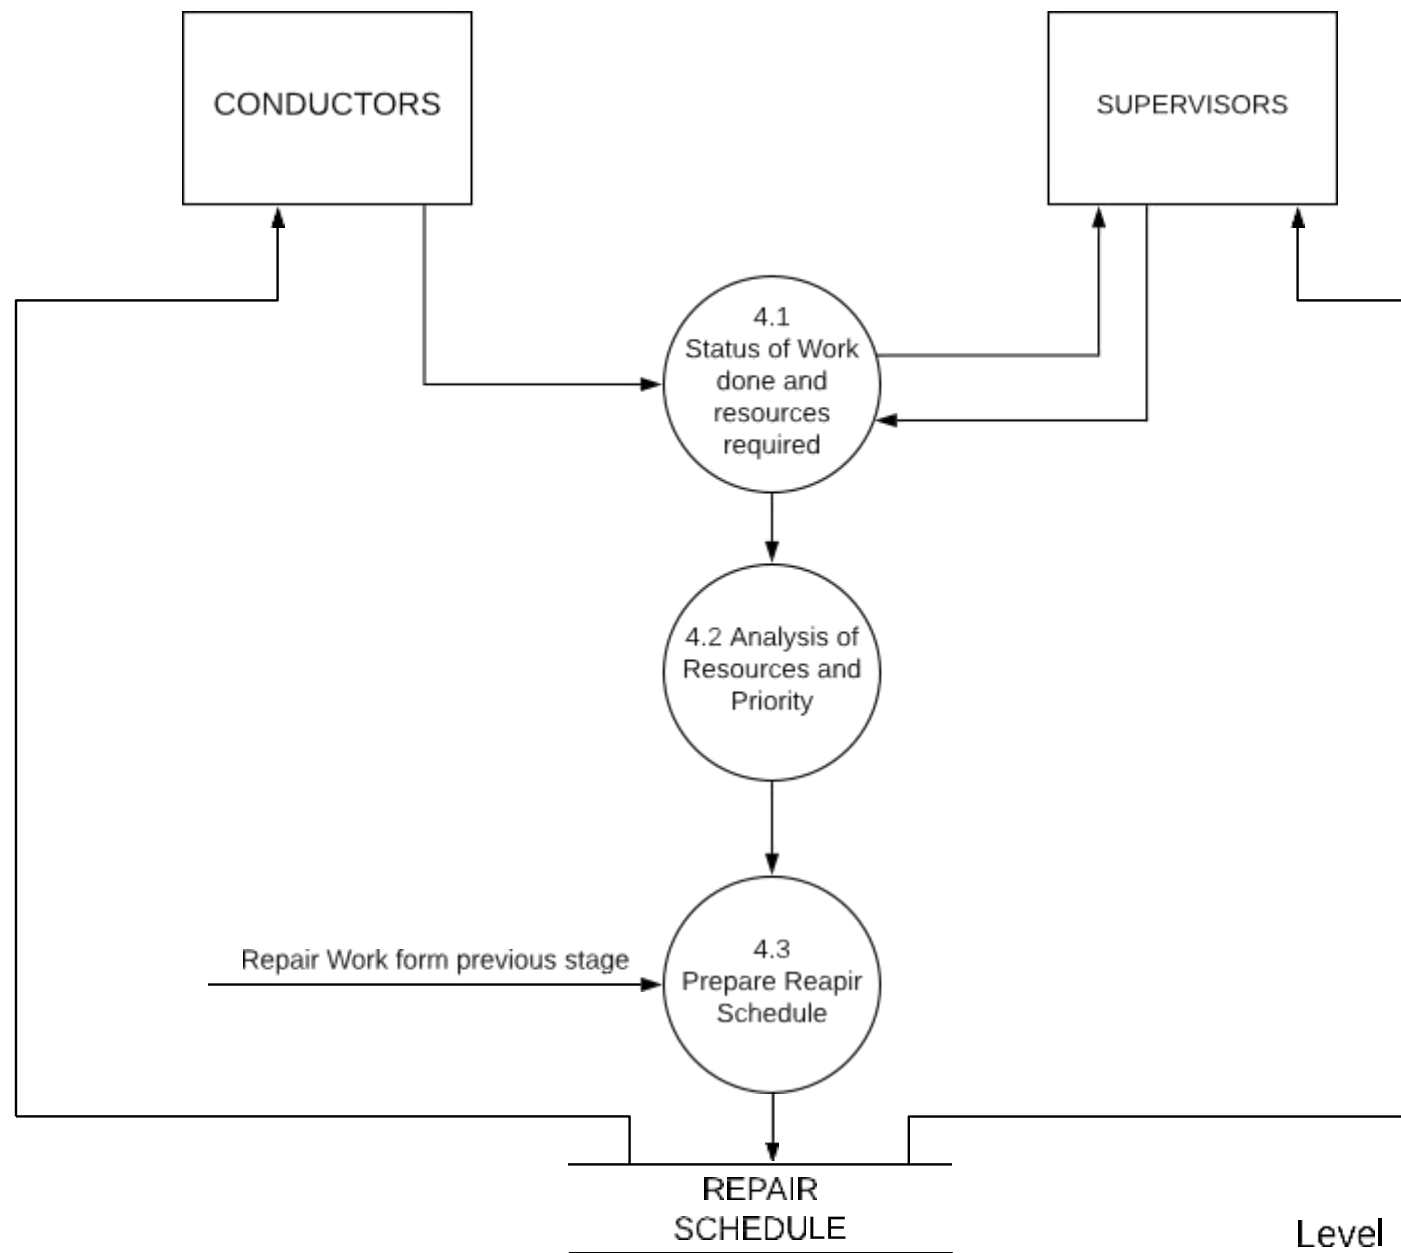 CONDUCTORS
SUPERVISORS
4.1
Status of Work
done and
resources
required
4.2 Analysis of
Resources and
Priority
Repair Work form previous stage
4.3
Prepare Reapir
Schedule
REPAIR
SCHEDULE
Level